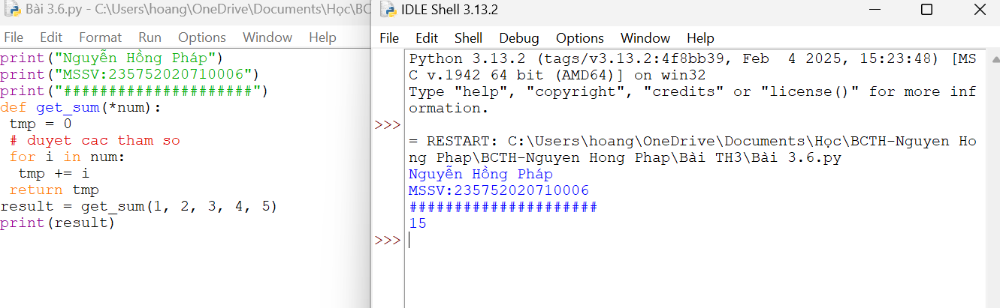 Bài 3.6.py - C:\Users\hoang\OneDrive\Documents\Học\BC
File Edit Format Run Options Window Help
print("Nguyễn Hồng Pháp")
print("MSSV:235752020710006")
print("#####################")
def get_sum(*num):
 tmp = 0
 # duyet cac tham so
 for i in num:
  tmp += i
 return tmp
result = get_sum(1, 2, 3, 4, 5)
print(result)
IDLE Shell 3.13.2
File Edit Shell Debug Options Window Help
Python 3.13.2 (tags/v3.13.2:4f8bb39, Feb  4 2025, 15:23:48) [MS
C v.1942 64 bit (AMD64)] on win32
Type "help", "copyright", "credits" or "license()" for more inf
ormation.
>>>
= RESTART: C:\Users\hoang\OneDrive\Documents\Học\BCTH-Nguyen Ho
ng Phap\BCTH-Nguyen Hong Phap\Bài TH3\Bài 3.6.py
Nguyễn Hồng Pháp
MSSV:235752020710006
#####################
15
>>>